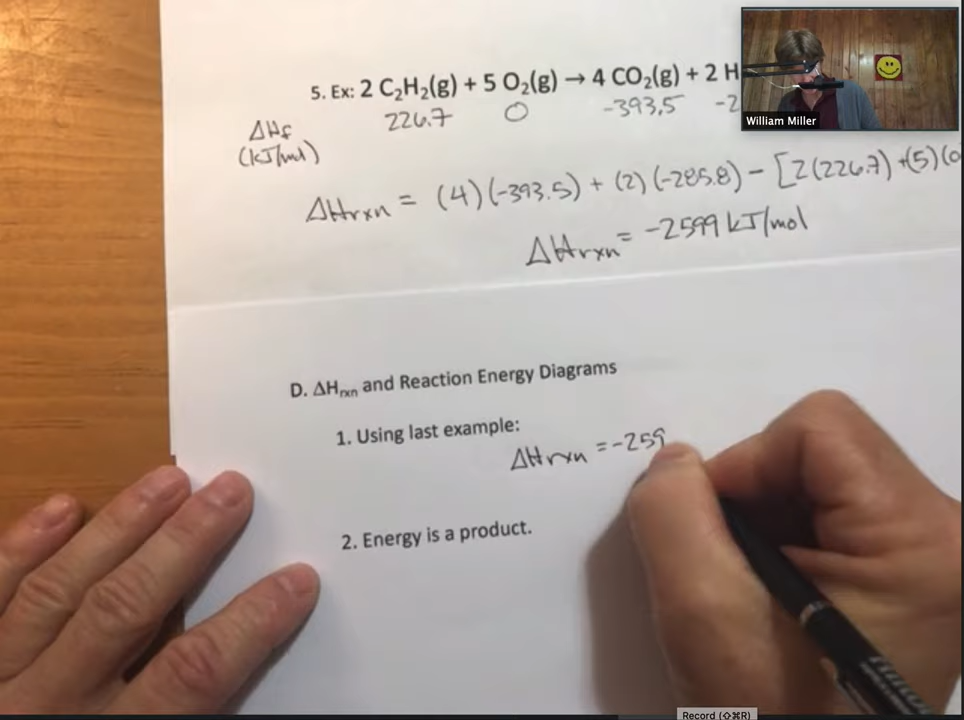 5. Ex: 2 C₂H₂(g) + 5 O₂(g) → 4 CO₂(g) + 2 H
226.7 0 -393.5 -2
ΔHf
(kJ/mol)
ΔHrxn = (4)(-393.5) + (2)(-285.8) - [2(226.7) + (5)(0
ΔHrxn = -2599 kJ/mol
D. ΔHrxn and Reaction Energy Diagrams
1. Using last example:
ΔHrxn = -259
2. Energy is a product.
William Miller
Record (⇧⌘R)